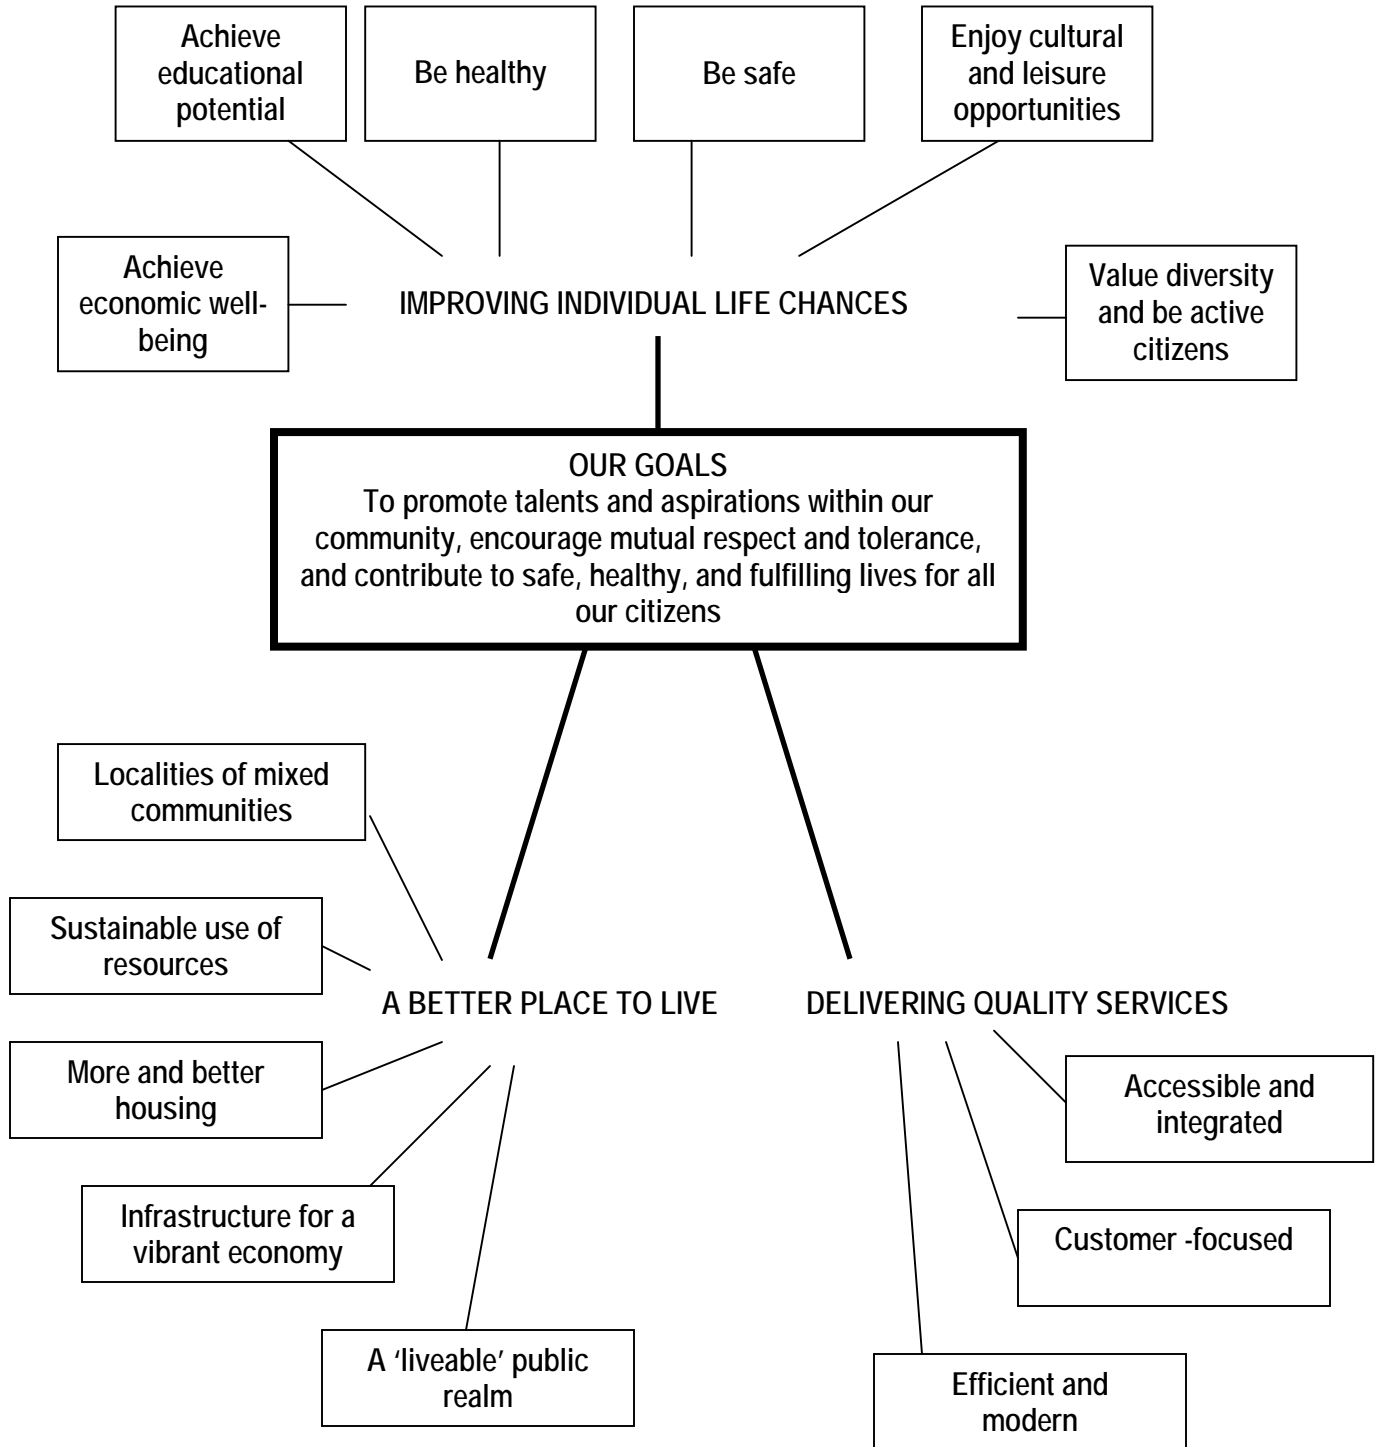 Achieve
educational
potential
Be healthy
Be safe
Enjoy cultural
and leisure
opportunities
Achieve
economic well-
being
IMPROVING INDIVIDUAL LIFE CHANCES
Value diversity
and be active
citizens
OUR GOALS
To promote talents and aspirations within our
community, encourage mutual respect and tolerance,
and contribute to safe, healthy, and fulfilling lives for all
our citizens
Localities of mixed
communities
Sustainable use of
resources
A BETTER PLACE TO LIVE
DELIVERING QUALITY SERVICES
More and better
housing
Accessible and
integrated
Infrastructure for a
vibrant economy
Customer -focused
A ‘liveable’ public
realm
Efficient and
modern